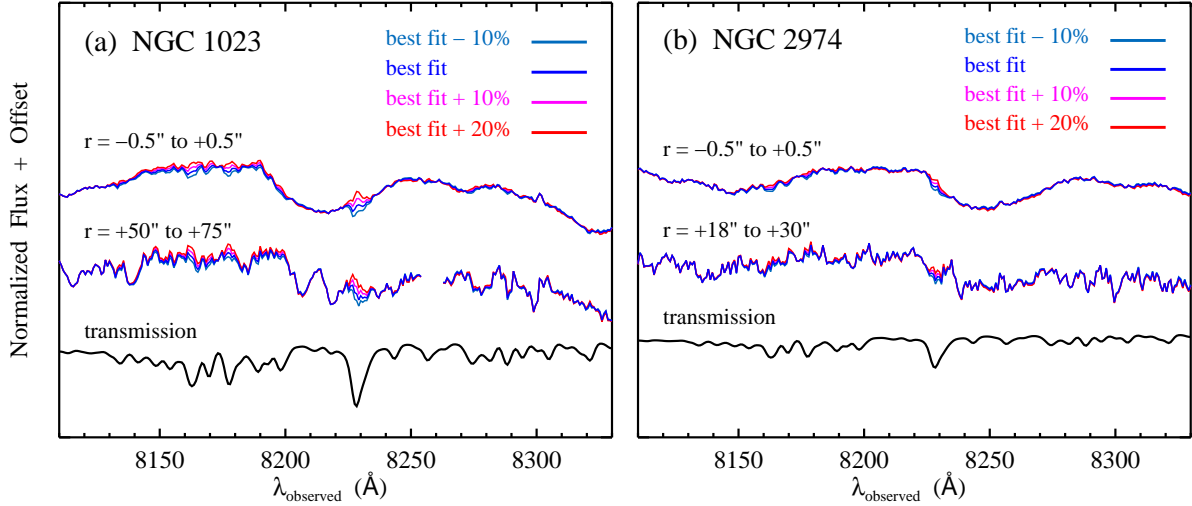 Normalized Flux + Offset
(a) NGC 1023
best fit − 10%
best fit
best fit + 10%
best fit + 20%
r = −0.5" to +0.5"
r = +50" to +75"
transmission
8150 8200 8250 8300
λobserved (Å)
(b) NGC 2974
best fit − 10%
best fit
best fit + 10%
best fit + 20%
r = −0.5" to +0.5"
r = +18" to +30"
transmission
8150 8200 8250 8300
λobserved (Å)